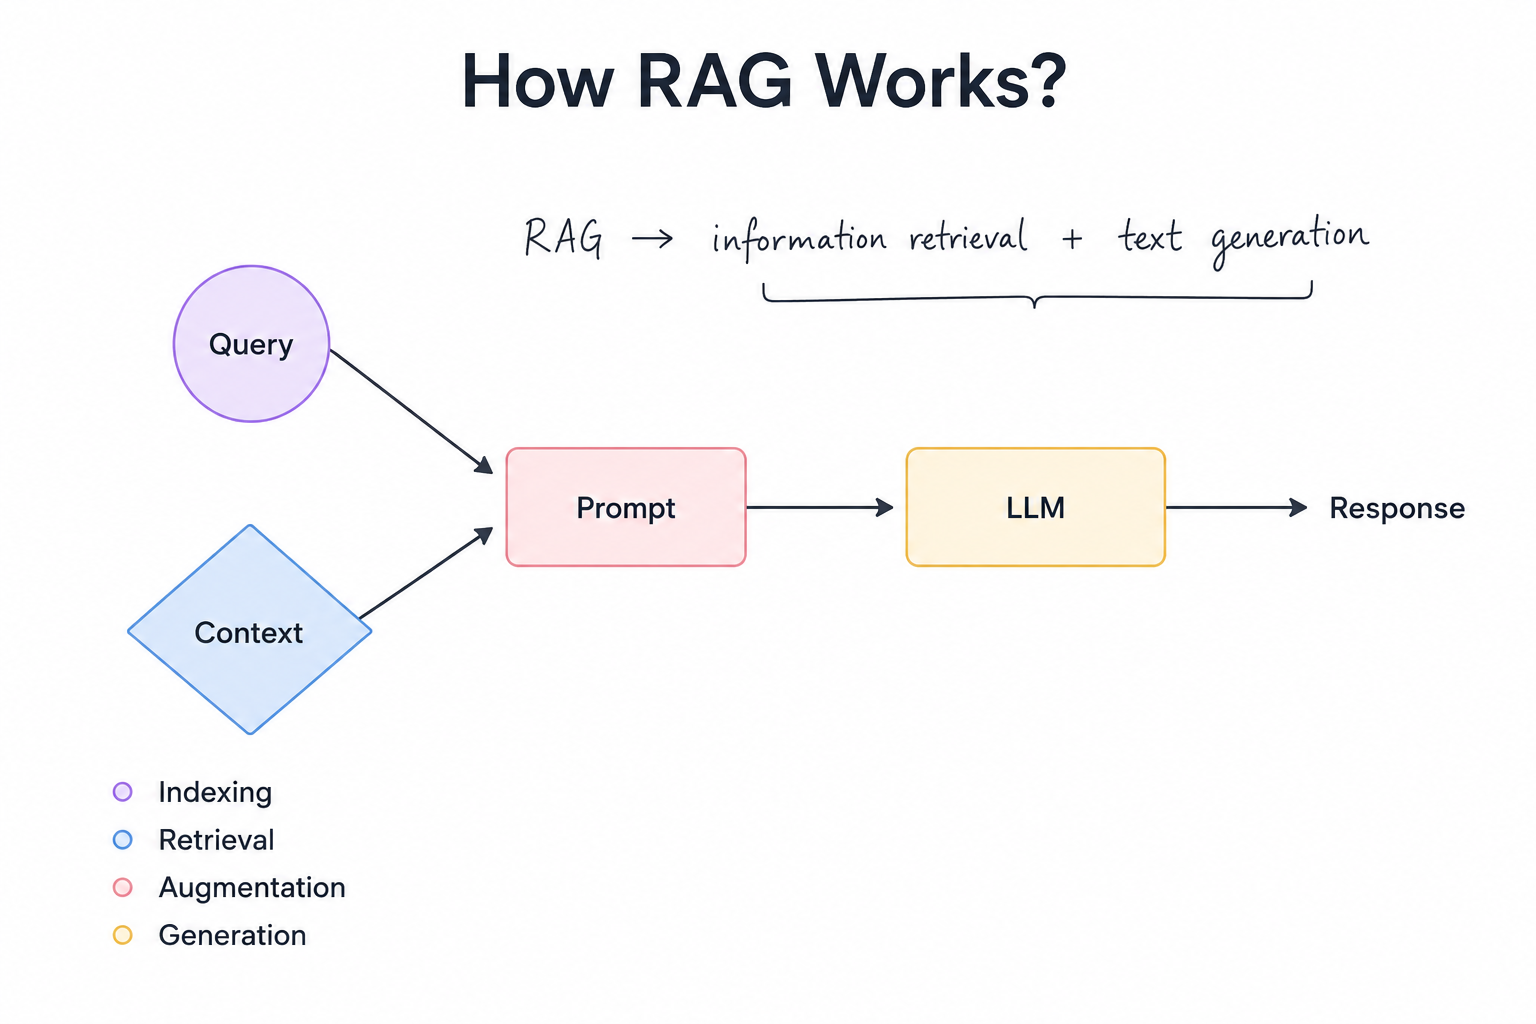 How RAG Works?
RAG → information retrieval + text generation
Query
Prompt
LLM
Response
Context
Indexing
Retrieval
Augmentation
Generation